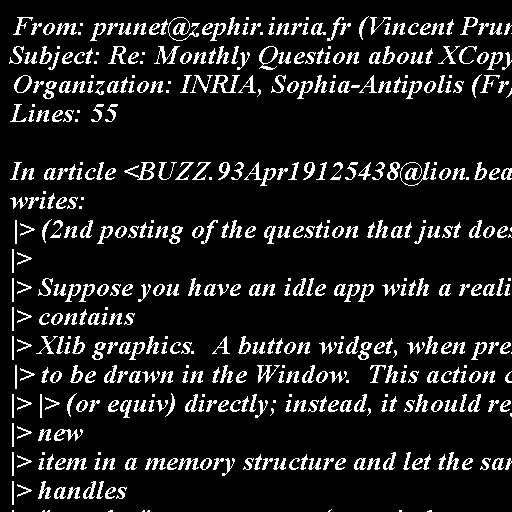 From: prunet@zephir.inria.fr (Vincent Prun
Subject: Re: Monthly Question about XCopy
Organization: INRIA, Sophia-Antipolis (Fr)
Lines: 55

In article <BUZZ.93Apr19125438@lion.bea
writes:
|> (2nd posting of the question that just does
|>
|> Suppose you have an idle app with a reali
|> contains
|> Xlib graphics.  A button widget, when pre
|> to be drawn in the Window.  This action c
|> |> (or equiv) directly; instead, it should re
|> new
|> item in a memory structure and let the sam
|> handles